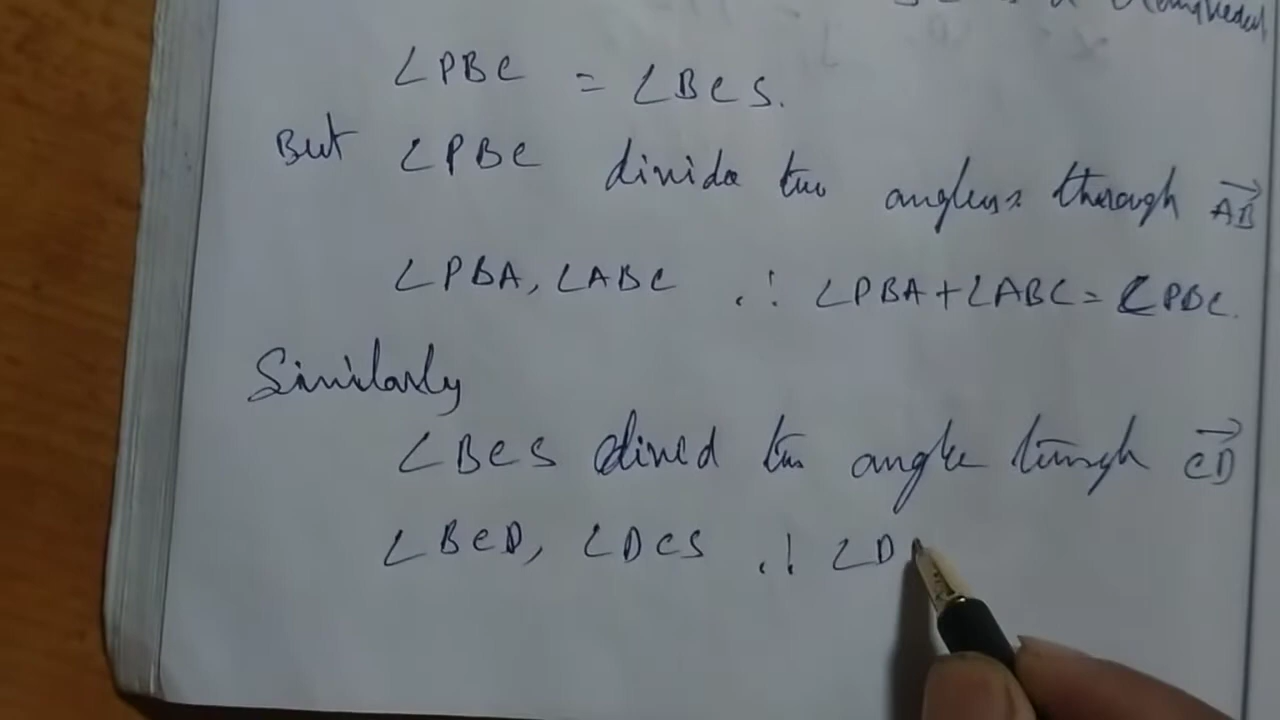 ∠PBC = ∠BCS.
But ∠PBC divide two angles through AB
∠PBA, ∠ABC ∴ ∠PBA+∠ABC = ∠PBC.
Similarly
∠BCS dived two angle through CD
∠BCD, ∠DCS ∴ ∠D